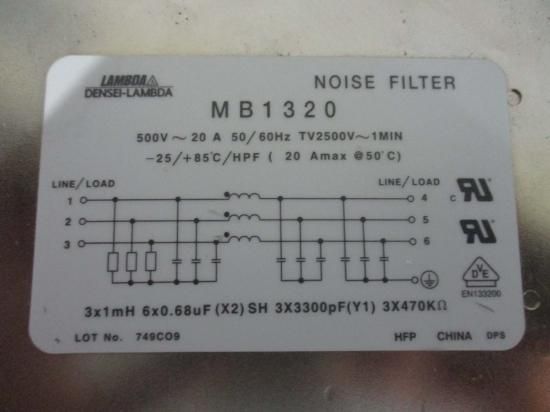 LAMBDA
DENSEI-LAMBDA
NOISE FILTER
MB1320
500V～20 A 50/60Hz TV2500V～1MIN
-25/+85℃/HPF ( 20 Amax @50℃)
LINE/LOAD LINE/LOAD
1 4
2 5
3 6
c RU
RU
VDE
EN133200
3x1mH 6x0.68uF (X2) SH 3X3300pF(Y1) 3X470KΩ
LOT No. 749CO9 HFP CHINA DPS